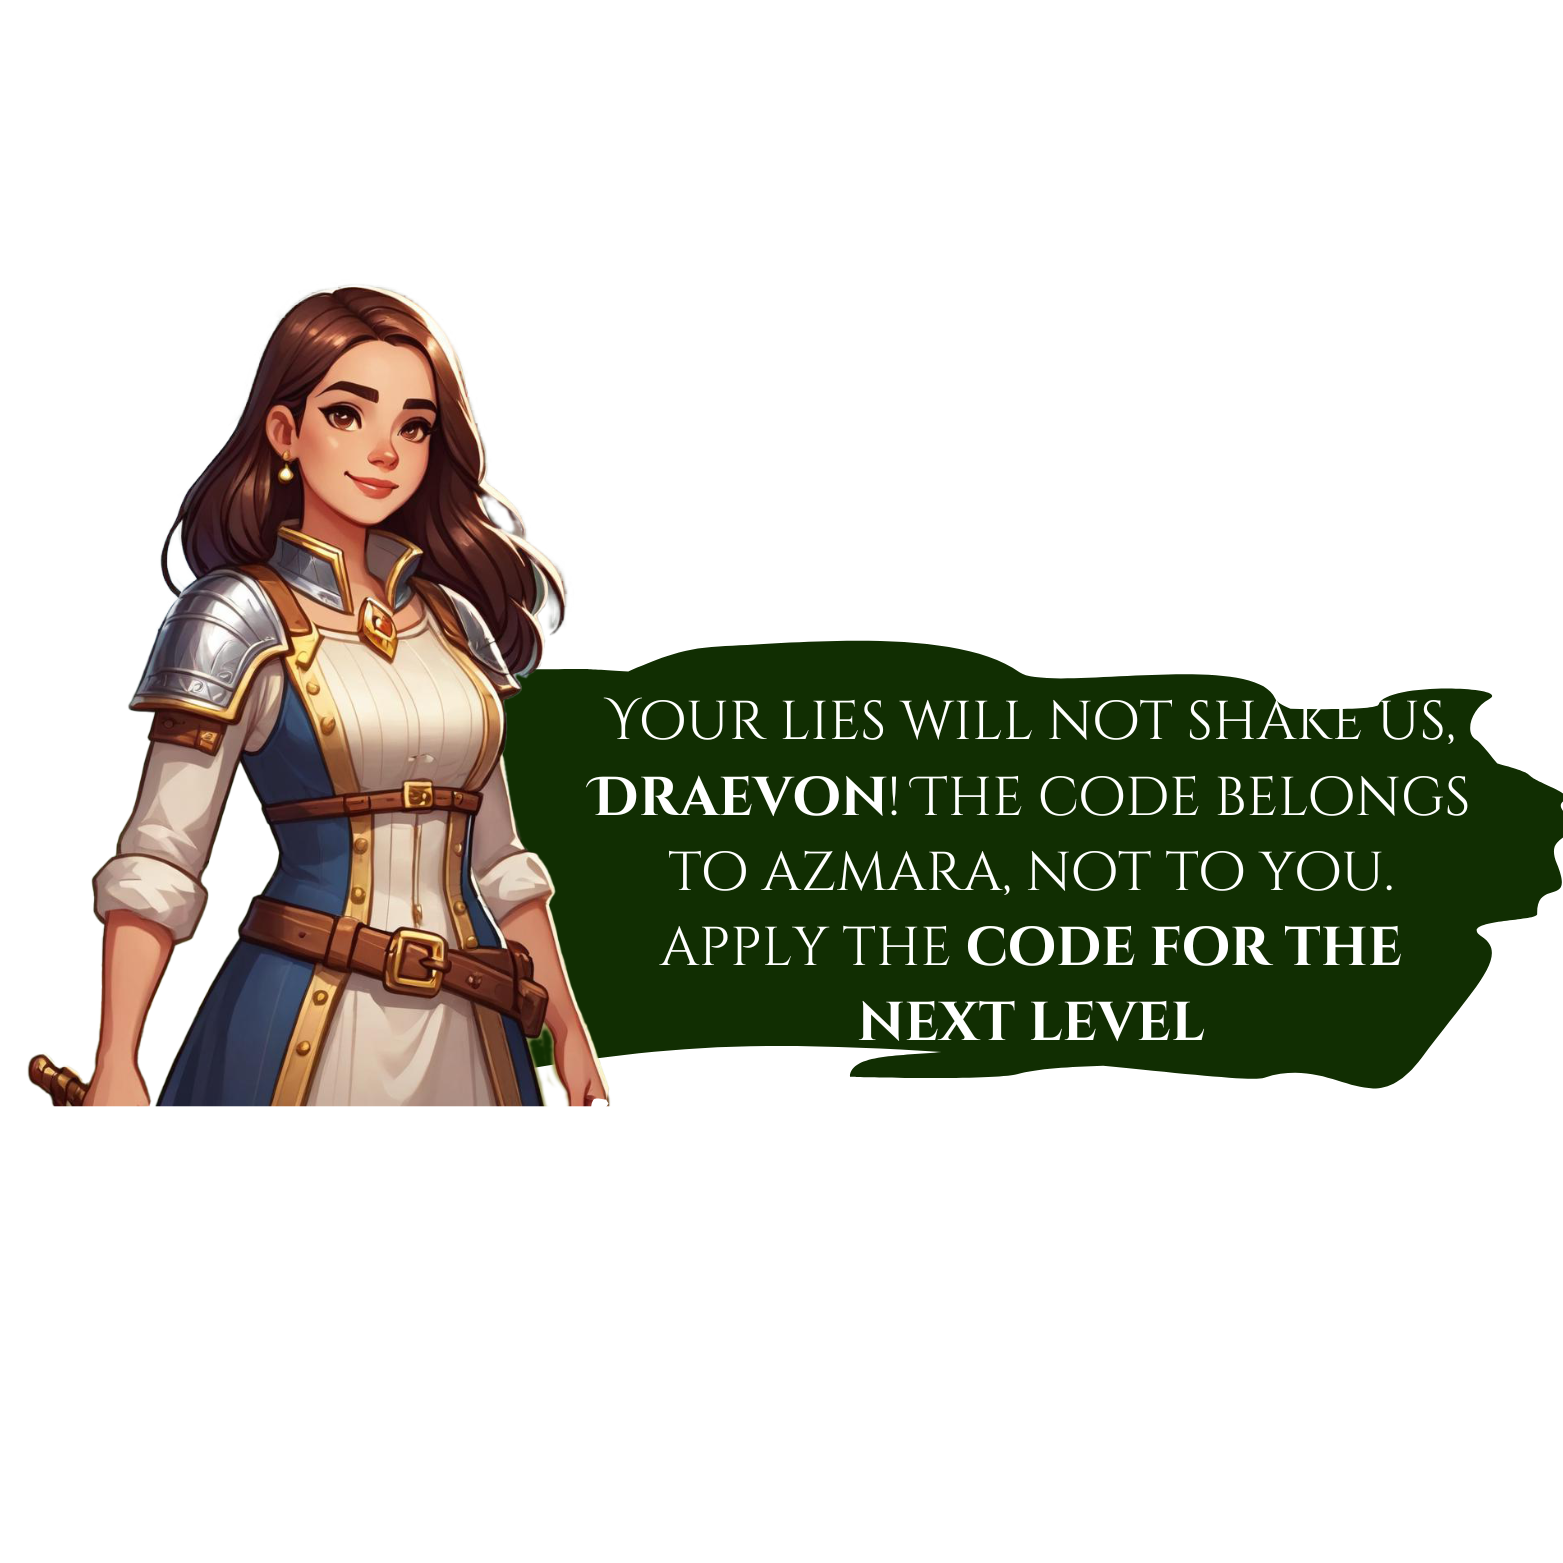 Your lies will not shake us,
Draevon! The code belongs
to Azmara, not to you.
Apply the code for the
next level